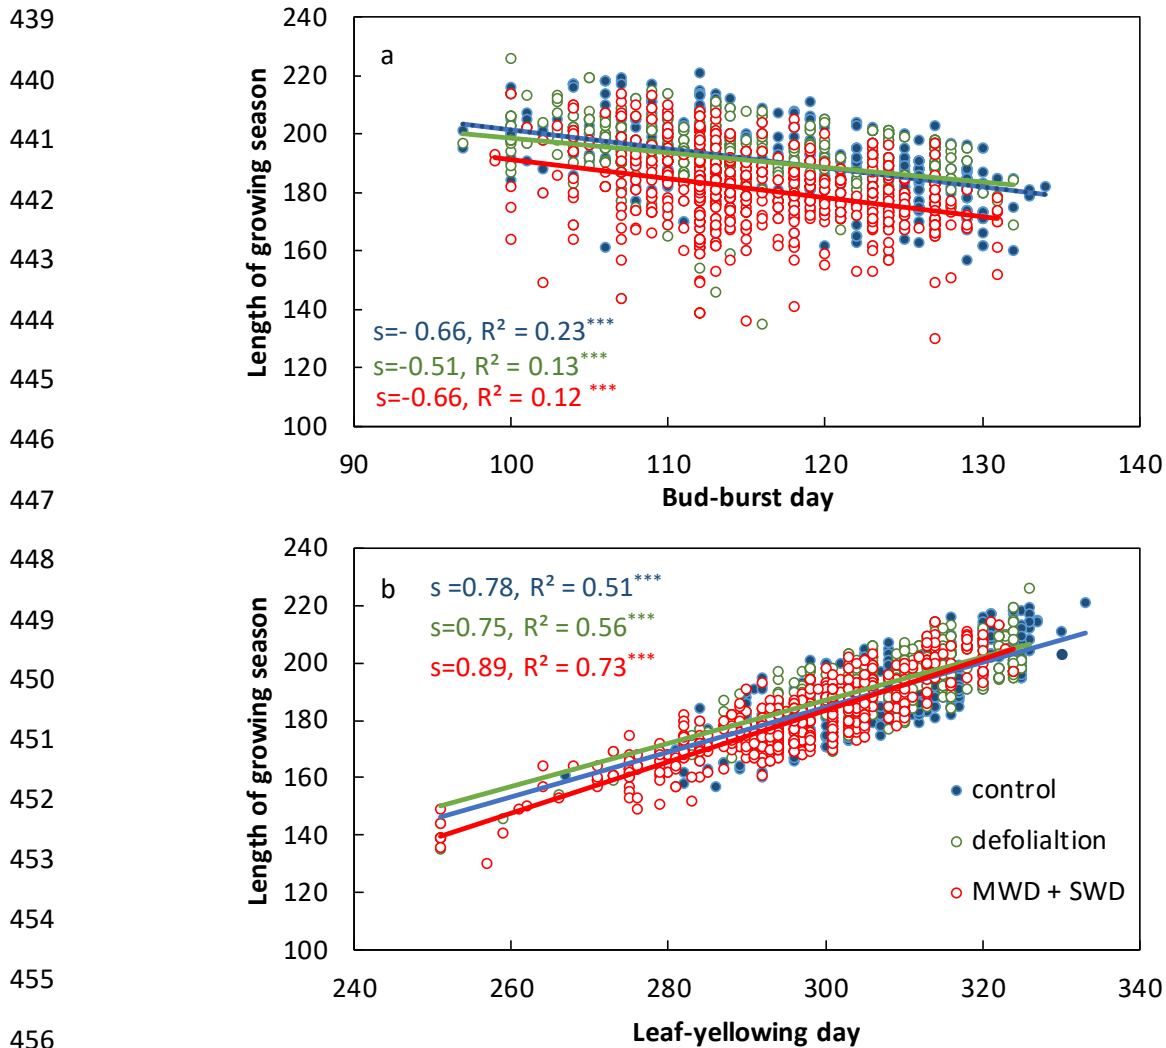 439
440
441
442
443
444
445
446
447
448
449
450
451
452
453
454
455
456
Length of growing season
240
220
200
180
160
140
120
100
a
s=- 0.66, R² = 0.23***
s=-0.51, R² = 0.13***
s=-0.66, R² = 0.12 ***
90 100 110 120 130 140
Bud-burst day
Length of growing season
240
220
200
180
160
140
120
100
b
s =0.78, R² = 0.51***
s=0.75, R² = 0.56***
s=0.89, R² = 0.73***
control
defolialtion
MWD + SWD
240 260 280 300 320 340
Leaf-yellowing day